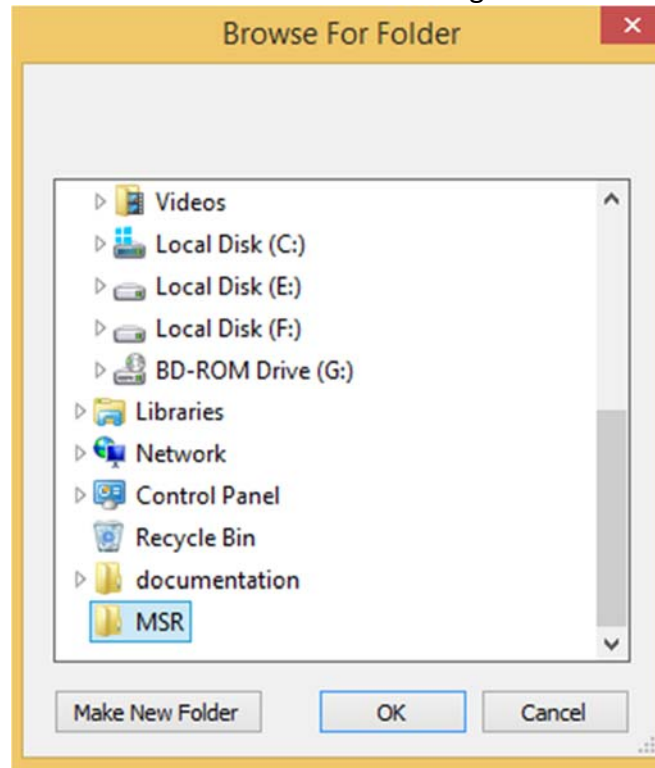 Browse For Folder
Videos
Local Disk (C:)
Local Disk (E:)
Local Disk (F:)
BD-ROM Drive (G:)
Libraries
Network
Control Panel
Recycle Bin
documentation
MSR
Make New Folder OK Cancel